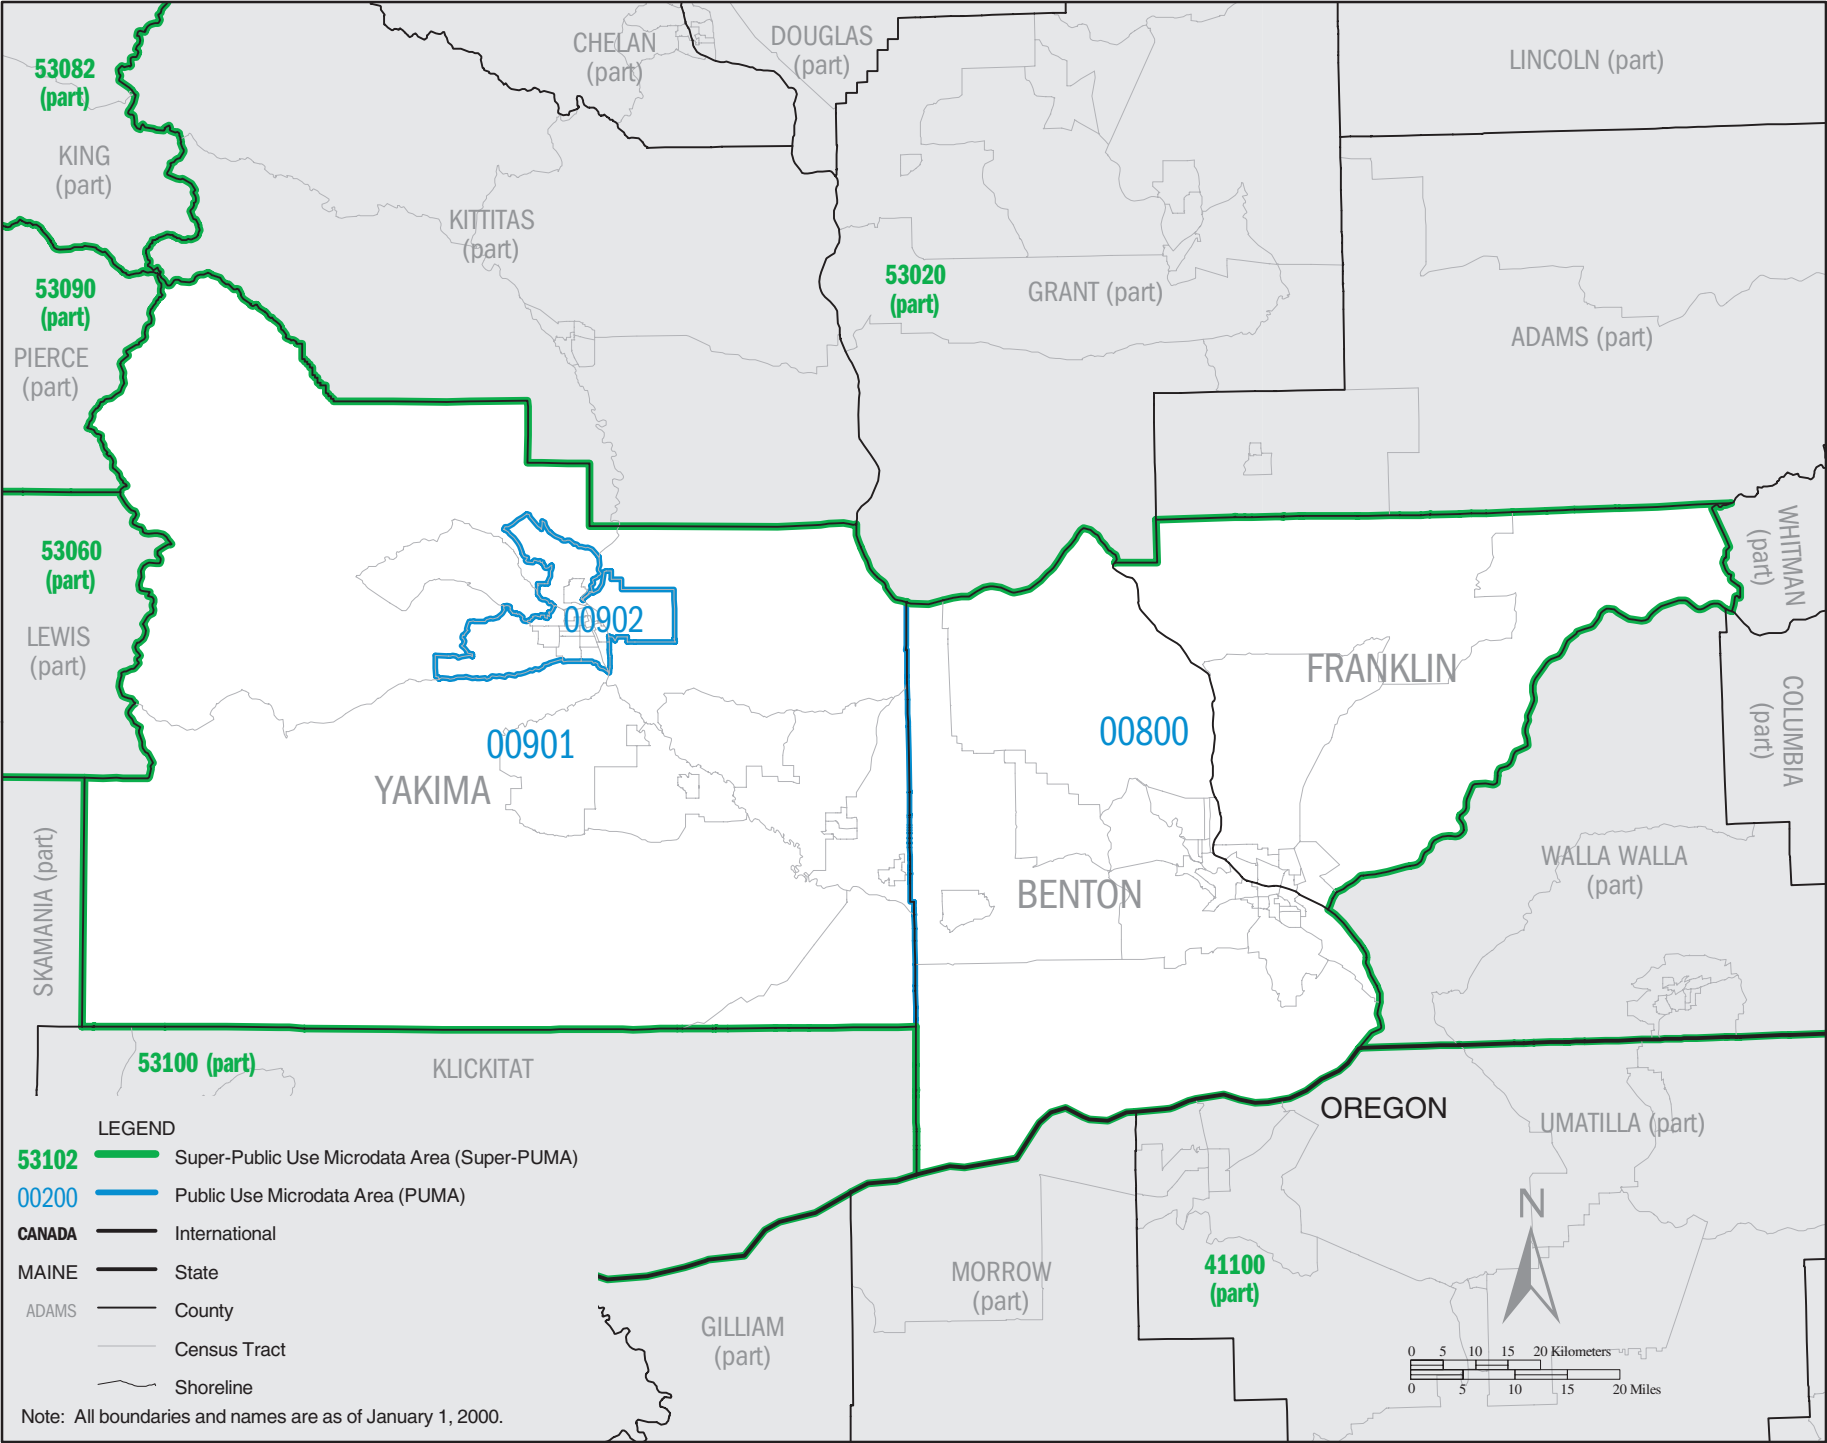 CHELAN
(part)
DOUGLAS
(part)
LINCOLN (part)
53082
(part)
KING
(part)
KITTITAS
(part)
53020
(part)
GRANT (part)
53090
(part)
PIERCE
(part)
ADAMS (part)
WHITMAN
(part)
53060
(part)
LEWIS
(part)
00902
FRANKLIN
COLUMBIA
(part)
00901
00800
YAKIMA
SKAMANIA (part)
BENTON
WALLA WALLA
(part)
53100 (part)
KLICKITAT
OREGON
UMATILLA (part)
LEGEND
53102 Super-Public Use Microdata Area (Super-PUMA)
00200 Public Use Microdata Area (PUMA)
CANADA International
MAINE State
ADAMS County
Census Tract
Shoreline
Note: All boundaries and names are as of January 1, 2000.
MORROW
(part)
GILLIAM
(part)
41100
(part)
N
0 5 10 15 20 Kilometers
0 5 10 15 20 Miles